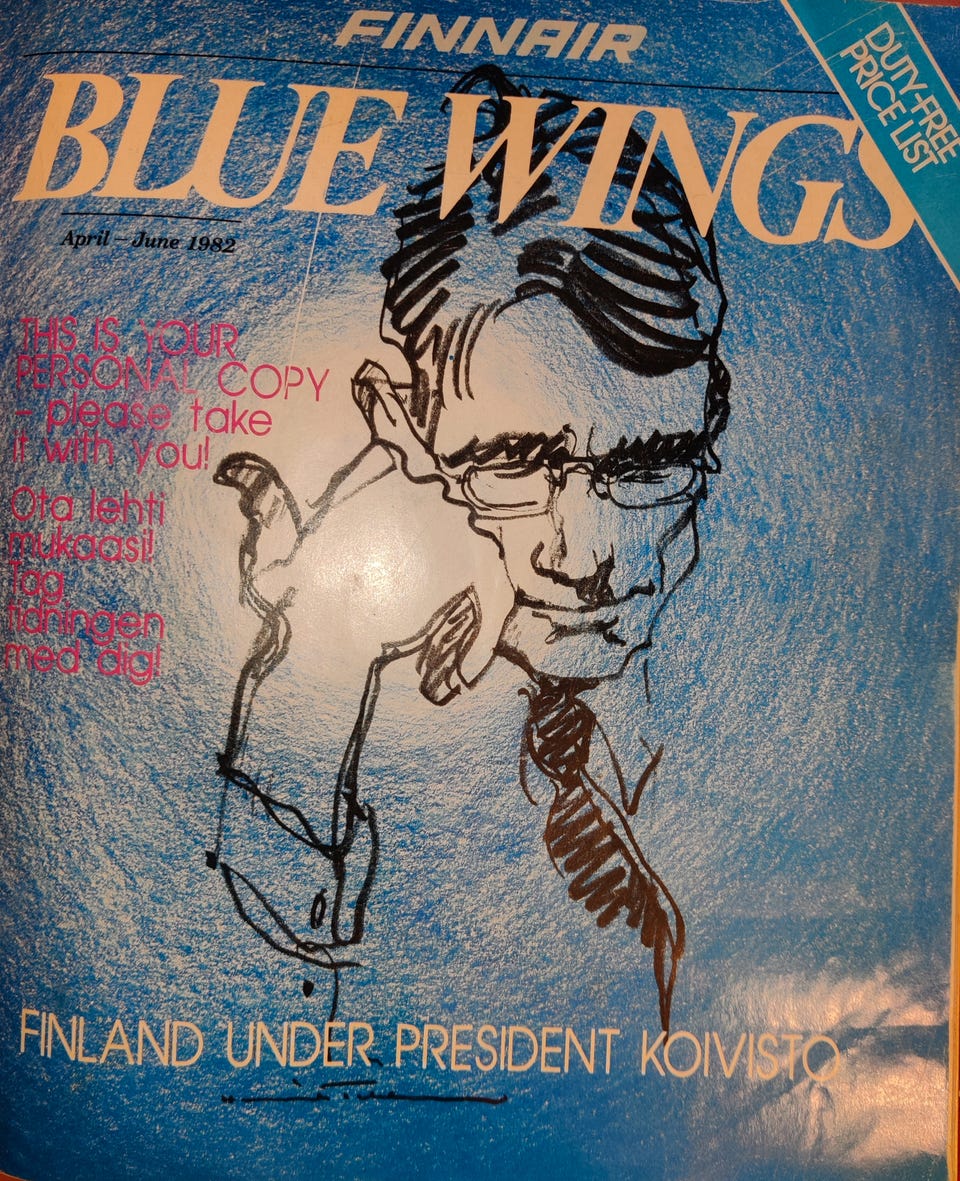 FINNAIR
BLUE WINGS
DUTY-FREE
PRICE LIST
April – June 1982
THIS IS YOUR
PERSONAL COPY
– please take
it with you!
Ota lehti
mukaasi!
Tag
tidningen
med dig!
FINLAND UNDER PRESIDENT KOIVISTO